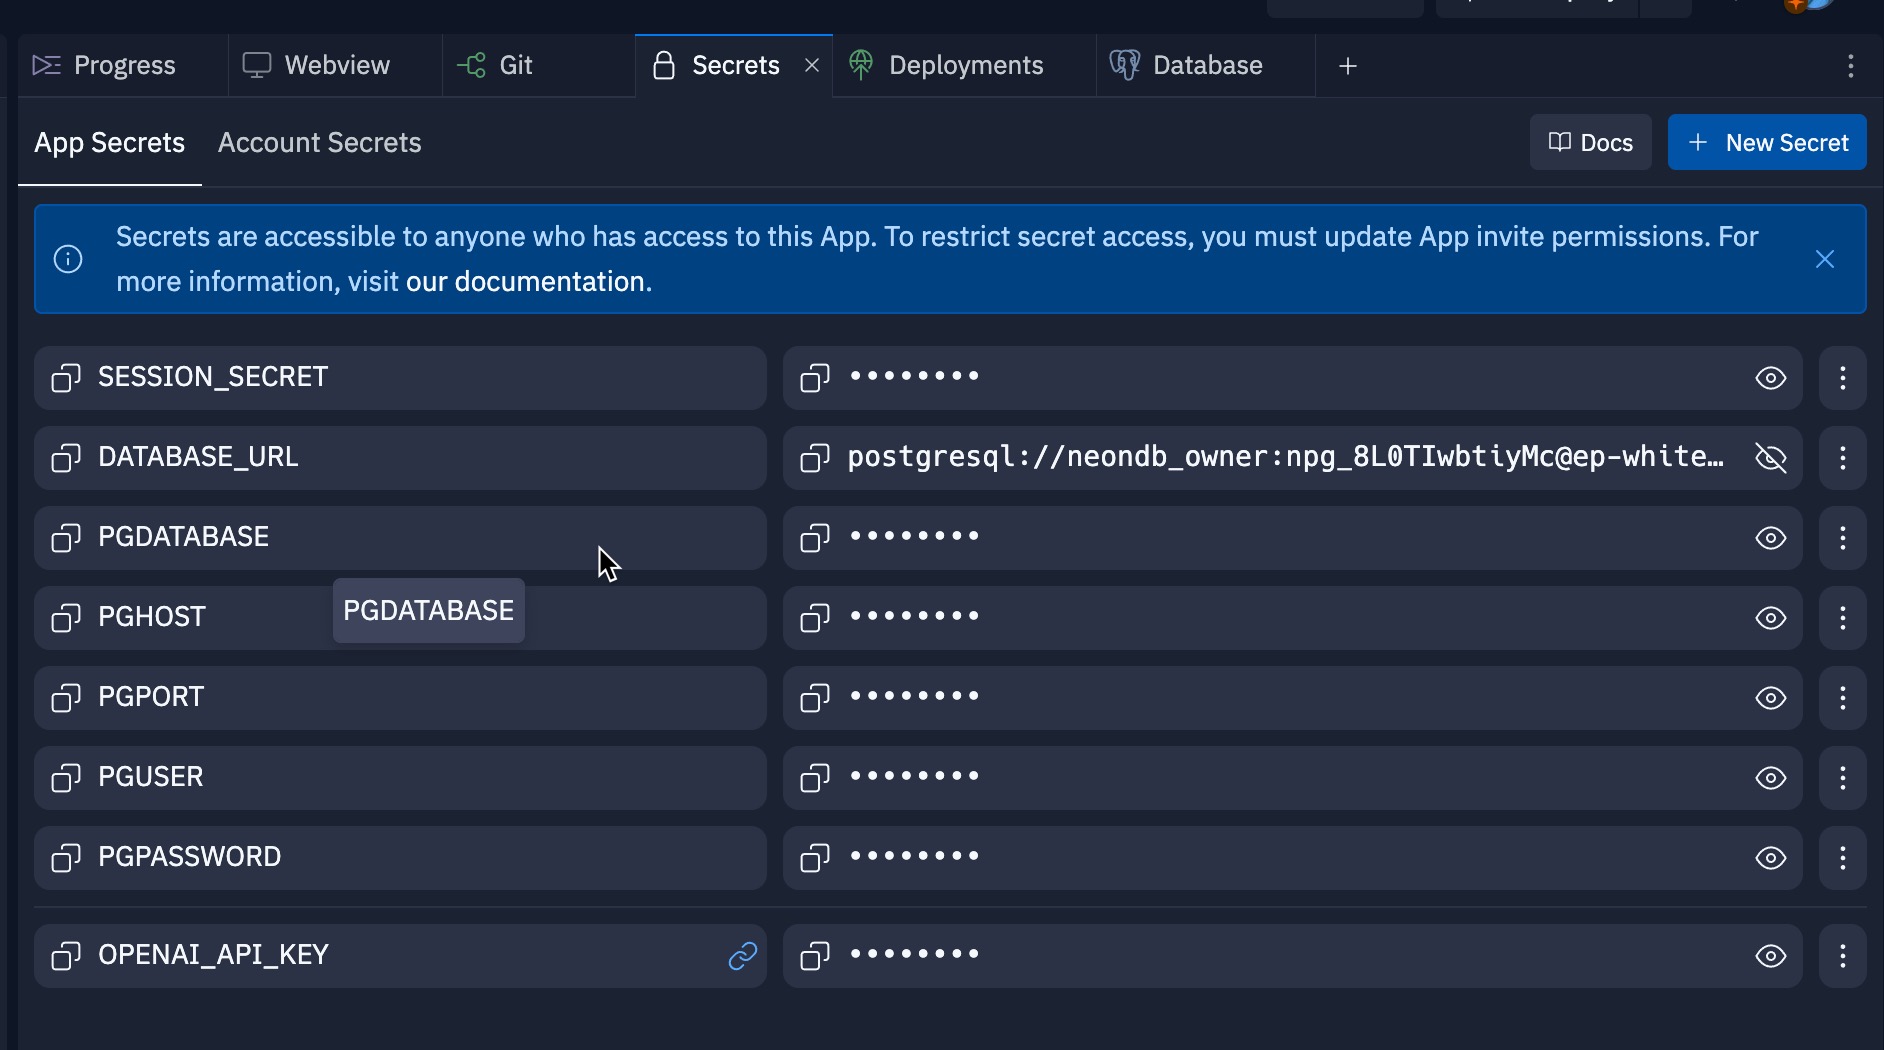 Progress
Webview
Git
Secrets
Deployments
Database
App Secrets
Account Secrets
Docs
New Secret
Secrets are accessible to anyone who has access to this App. To restrict secret access, you must update App invite permissions. For
more information, visit our documentation.
SESSION_SECRET
••••••••
DATABASE_URL
postgresql://neondb_owner:npg_8L0TIwbtiyMc@ep-white…
PGDATABASE
••••••••
PGHOST
PGDATABASE
••••••••
PGPORT
••••••••
PGUSER
••••••••
PGPASSWORD
••••••••
OPENAI_API_KEY
••••••••